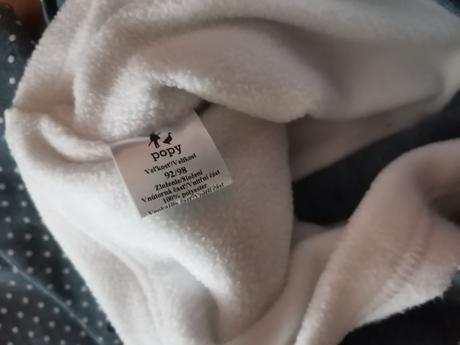 popy
Veľkosť/Velikost
92/98
Zloženie/Složení
Vnútorná časť/Vnitřní část
100% polyester